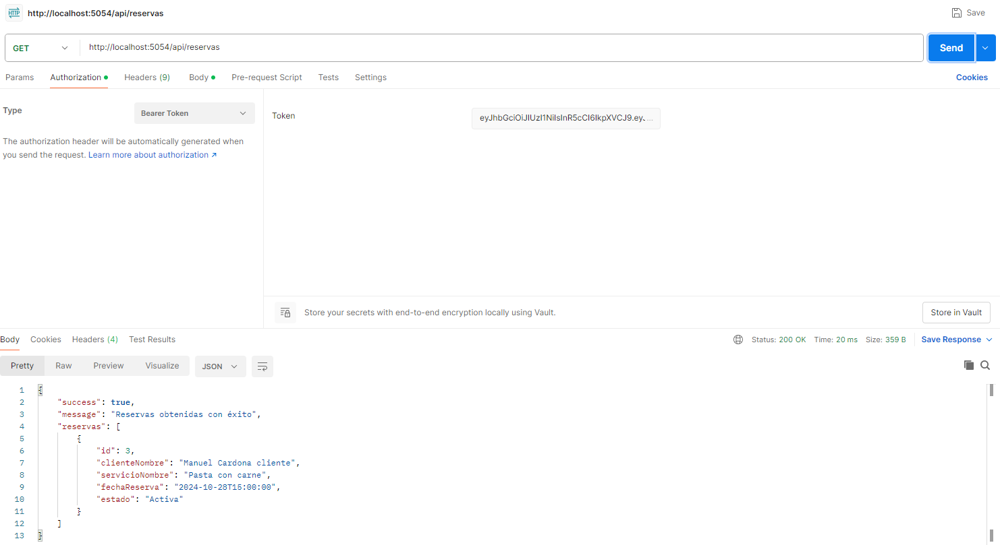 HTTP http://localhost:5054/api/reservas Save
GET http://localhost:5054/api/reservas Send
Params Authorization Headers (9) Body Pre-request Script Tests Settings Cookies
Type Bearer Token
The authorization header will be automatically generated when
you send the request. Learn more about authorization ↗
Token eyJhbGciOiJIUzI1NiIsInR5cCI6IkpXVCJ9.eyJ...
Store your secrets with end-to-end encryption locally using Vault. Store in Vault
Body Cookies Headers (4) Test Results Status: 200 OK Time: 20 ms Size: 359 B Save Response
Pretty Raw Preview Visualize JSON
1 {
2 "success": true,
3 "message": "Reservas obtenidas con éxito",
4 "reservas": [
5 {
6 "id": 3,
7 "clienteNombre": "Manuel Cardona cliente",
8 "servicioNombre": "Pasta con carne",
9 "fechaReserva": "2024-10-28T15:00:00",
10 "estado": "Activa"
11 }
12 ]
13 }